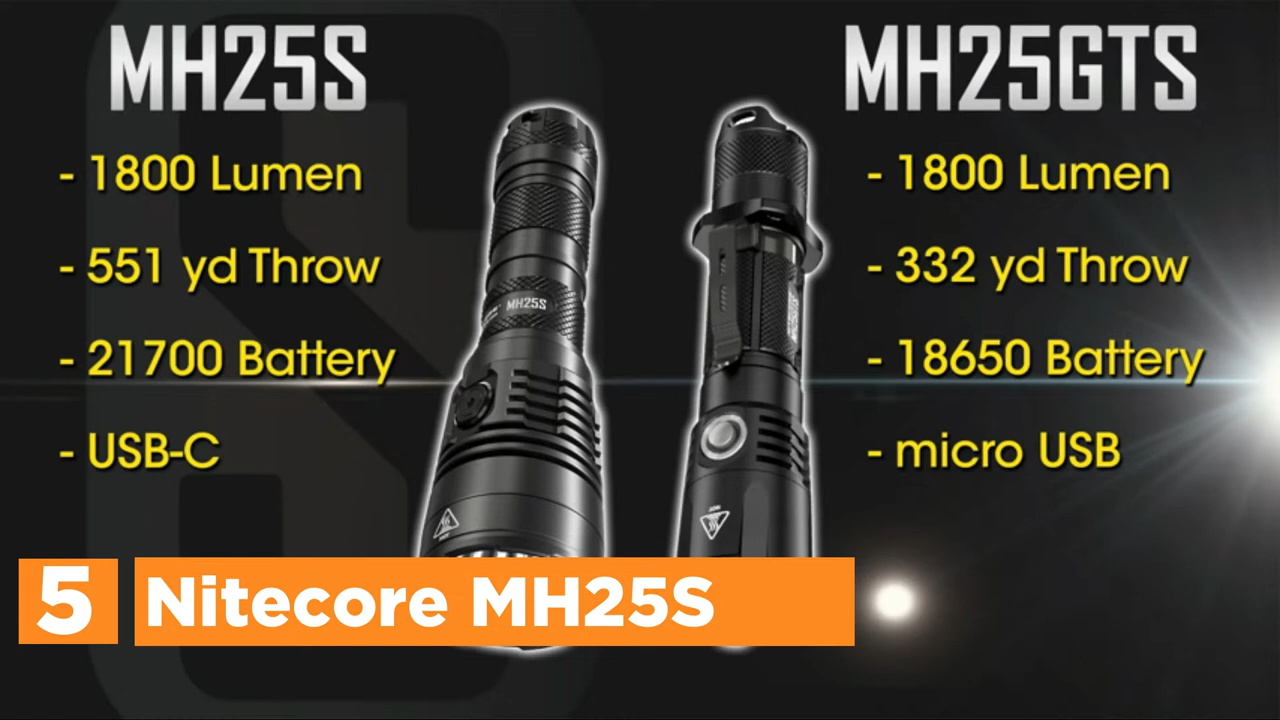 MH25S
- 1800 Lumen
- 551 yd Throw
- 21700 Battery
- USB-C
MH25GTS
- 1800 Lumen
- 332 yd Throw
- 18650 Battery
- micro USB
MH25S
5
Nitecore MH25S